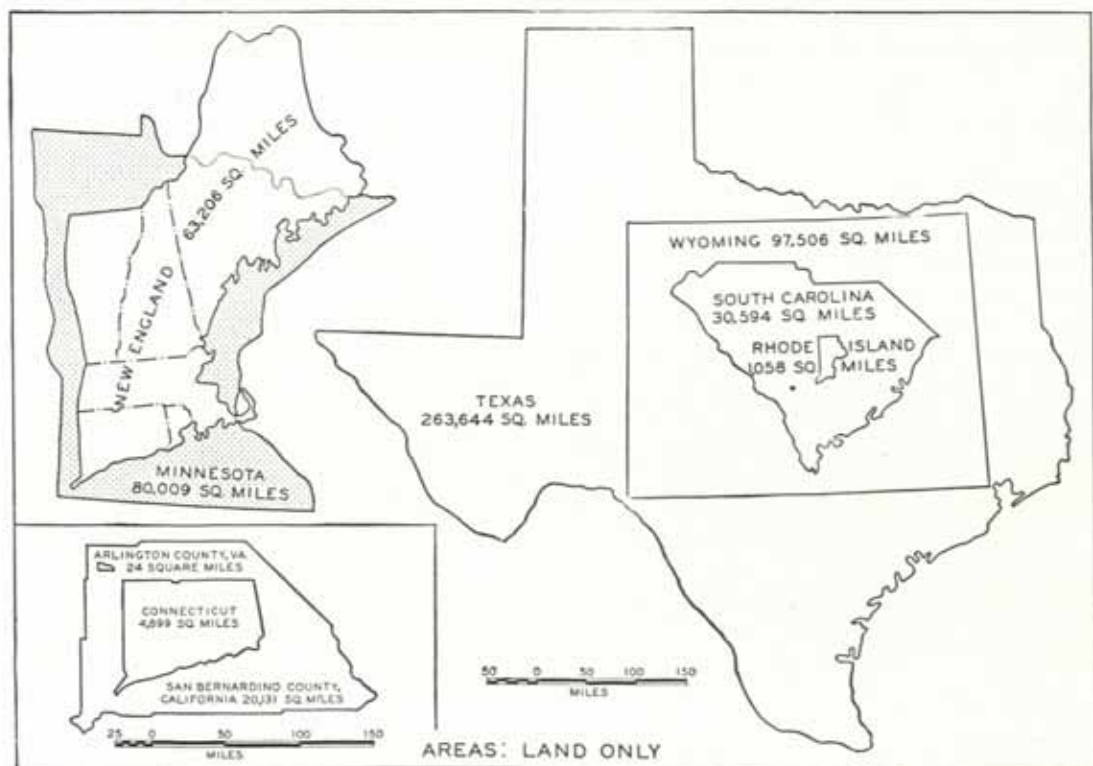 NEW ENGLAND
63,206 SQ. MILES
MINNESOTA
80,009 SQ. MILES
TEXAS
263,644 SQ. MILES
WYOMING 97,506 SQ. MILES
SOUTH CAROLINA
30,594 SQ. MILES
RHODE ISLAND
1058 SQ. MILES
ARLINGTON COUNTY, VA.
24 SQUARE MILES
CONNECTICUT
4,899 SQ. MILES
SAN BERNARDINO COUNTY,
CALIFORNIA 20,131 SQ. MILES
25 0 50 100 150
MILES
50 0 50 100 150
MILES
AREAS: LAND ONLY